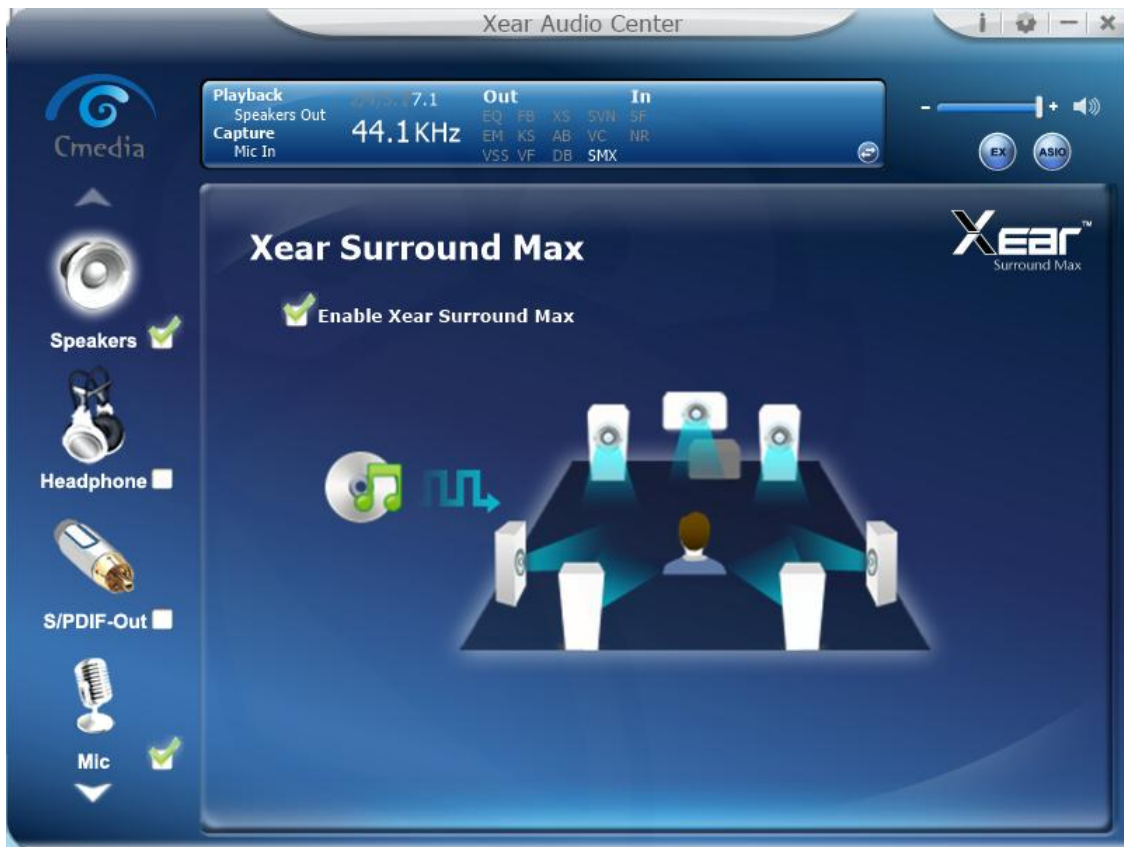 Xear Audio Center
i
Cmedia
Playback
Speakers Out
Capture
Mic In
7.1
44.1 KHz
Out In
EQ FB XS SVN SF
EM KS AB VC NR
VSS VF DB SMX
- +
EX ASIO
Xear Surround Max
Xear™
Surround Max
Enable Xear Surround Max
Speakers
Headphone
S/PDIF-Out
Mic